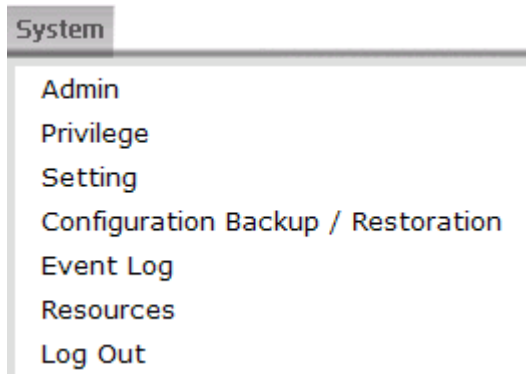 System
Admin
Privilege
Setting
Configuration Backup / Restoration
Event Log
Resources
Log Out